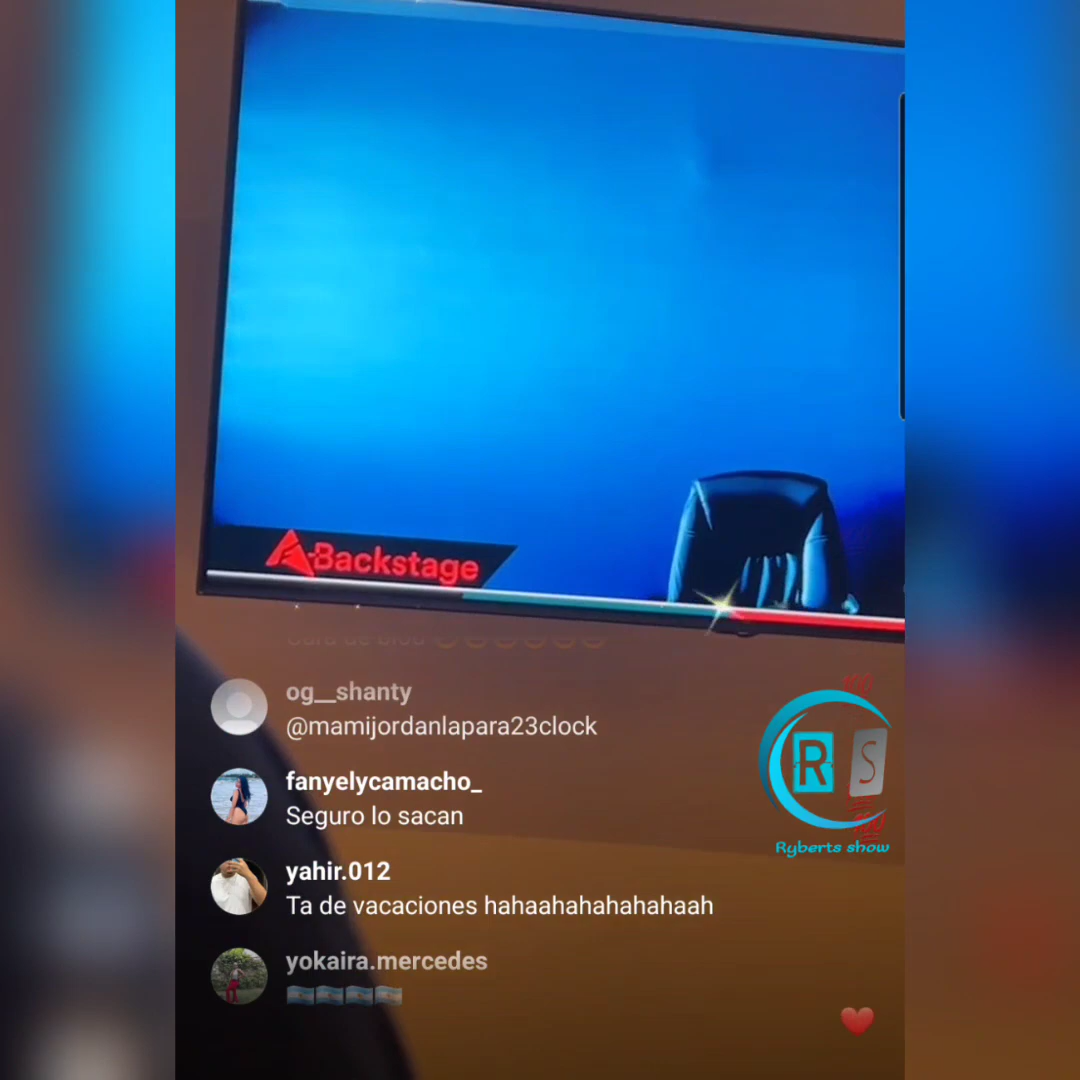 Backstage
og__shanty
@mamijordanlapara23clock
fanyelycamacho_
Seguro lo sacan
yahir.012
Ta de vacaciones hahaahahahahahaah
yokaira.mercedes
🇦🇷🇦🇷🇦🇷🇦🇷
R S
Ryberts show